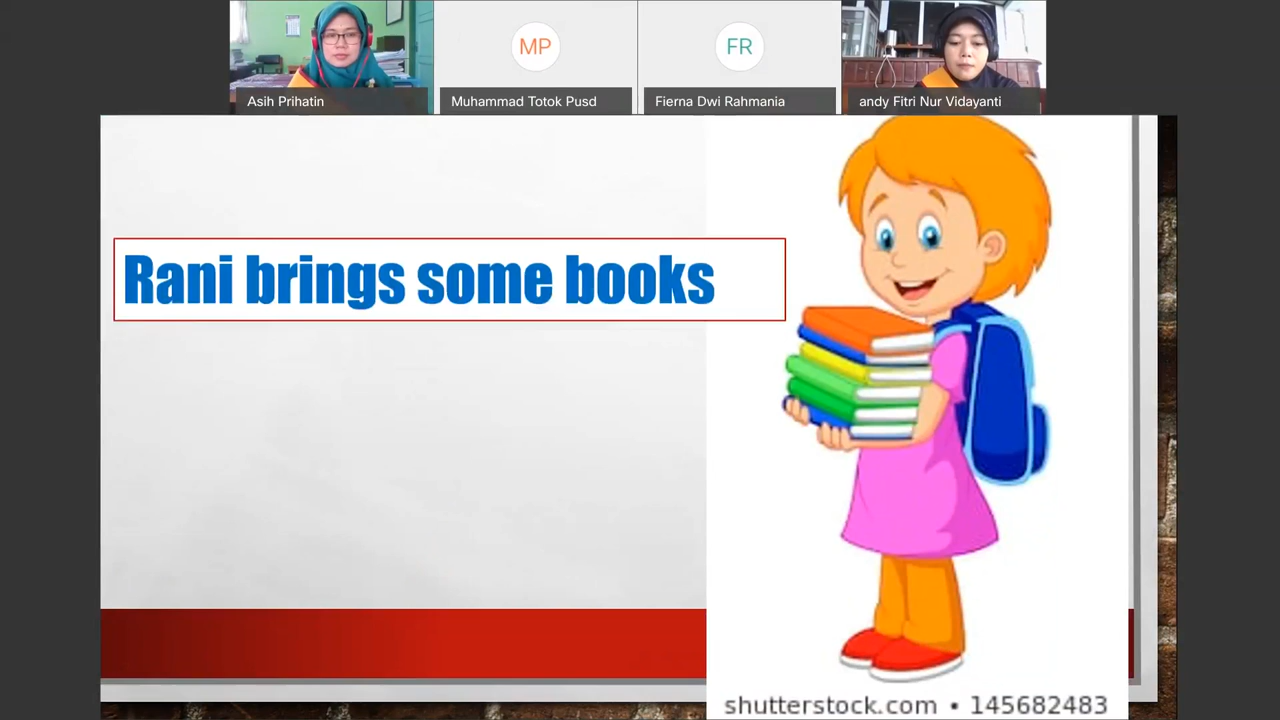 MP
FR
Asih Prihatin
Muhammad Totok Pusd
Fierna Dwi Rahmania
andy Fitri Nur Vidayanti
Rani brings some books
shutterstock.com • 145682483